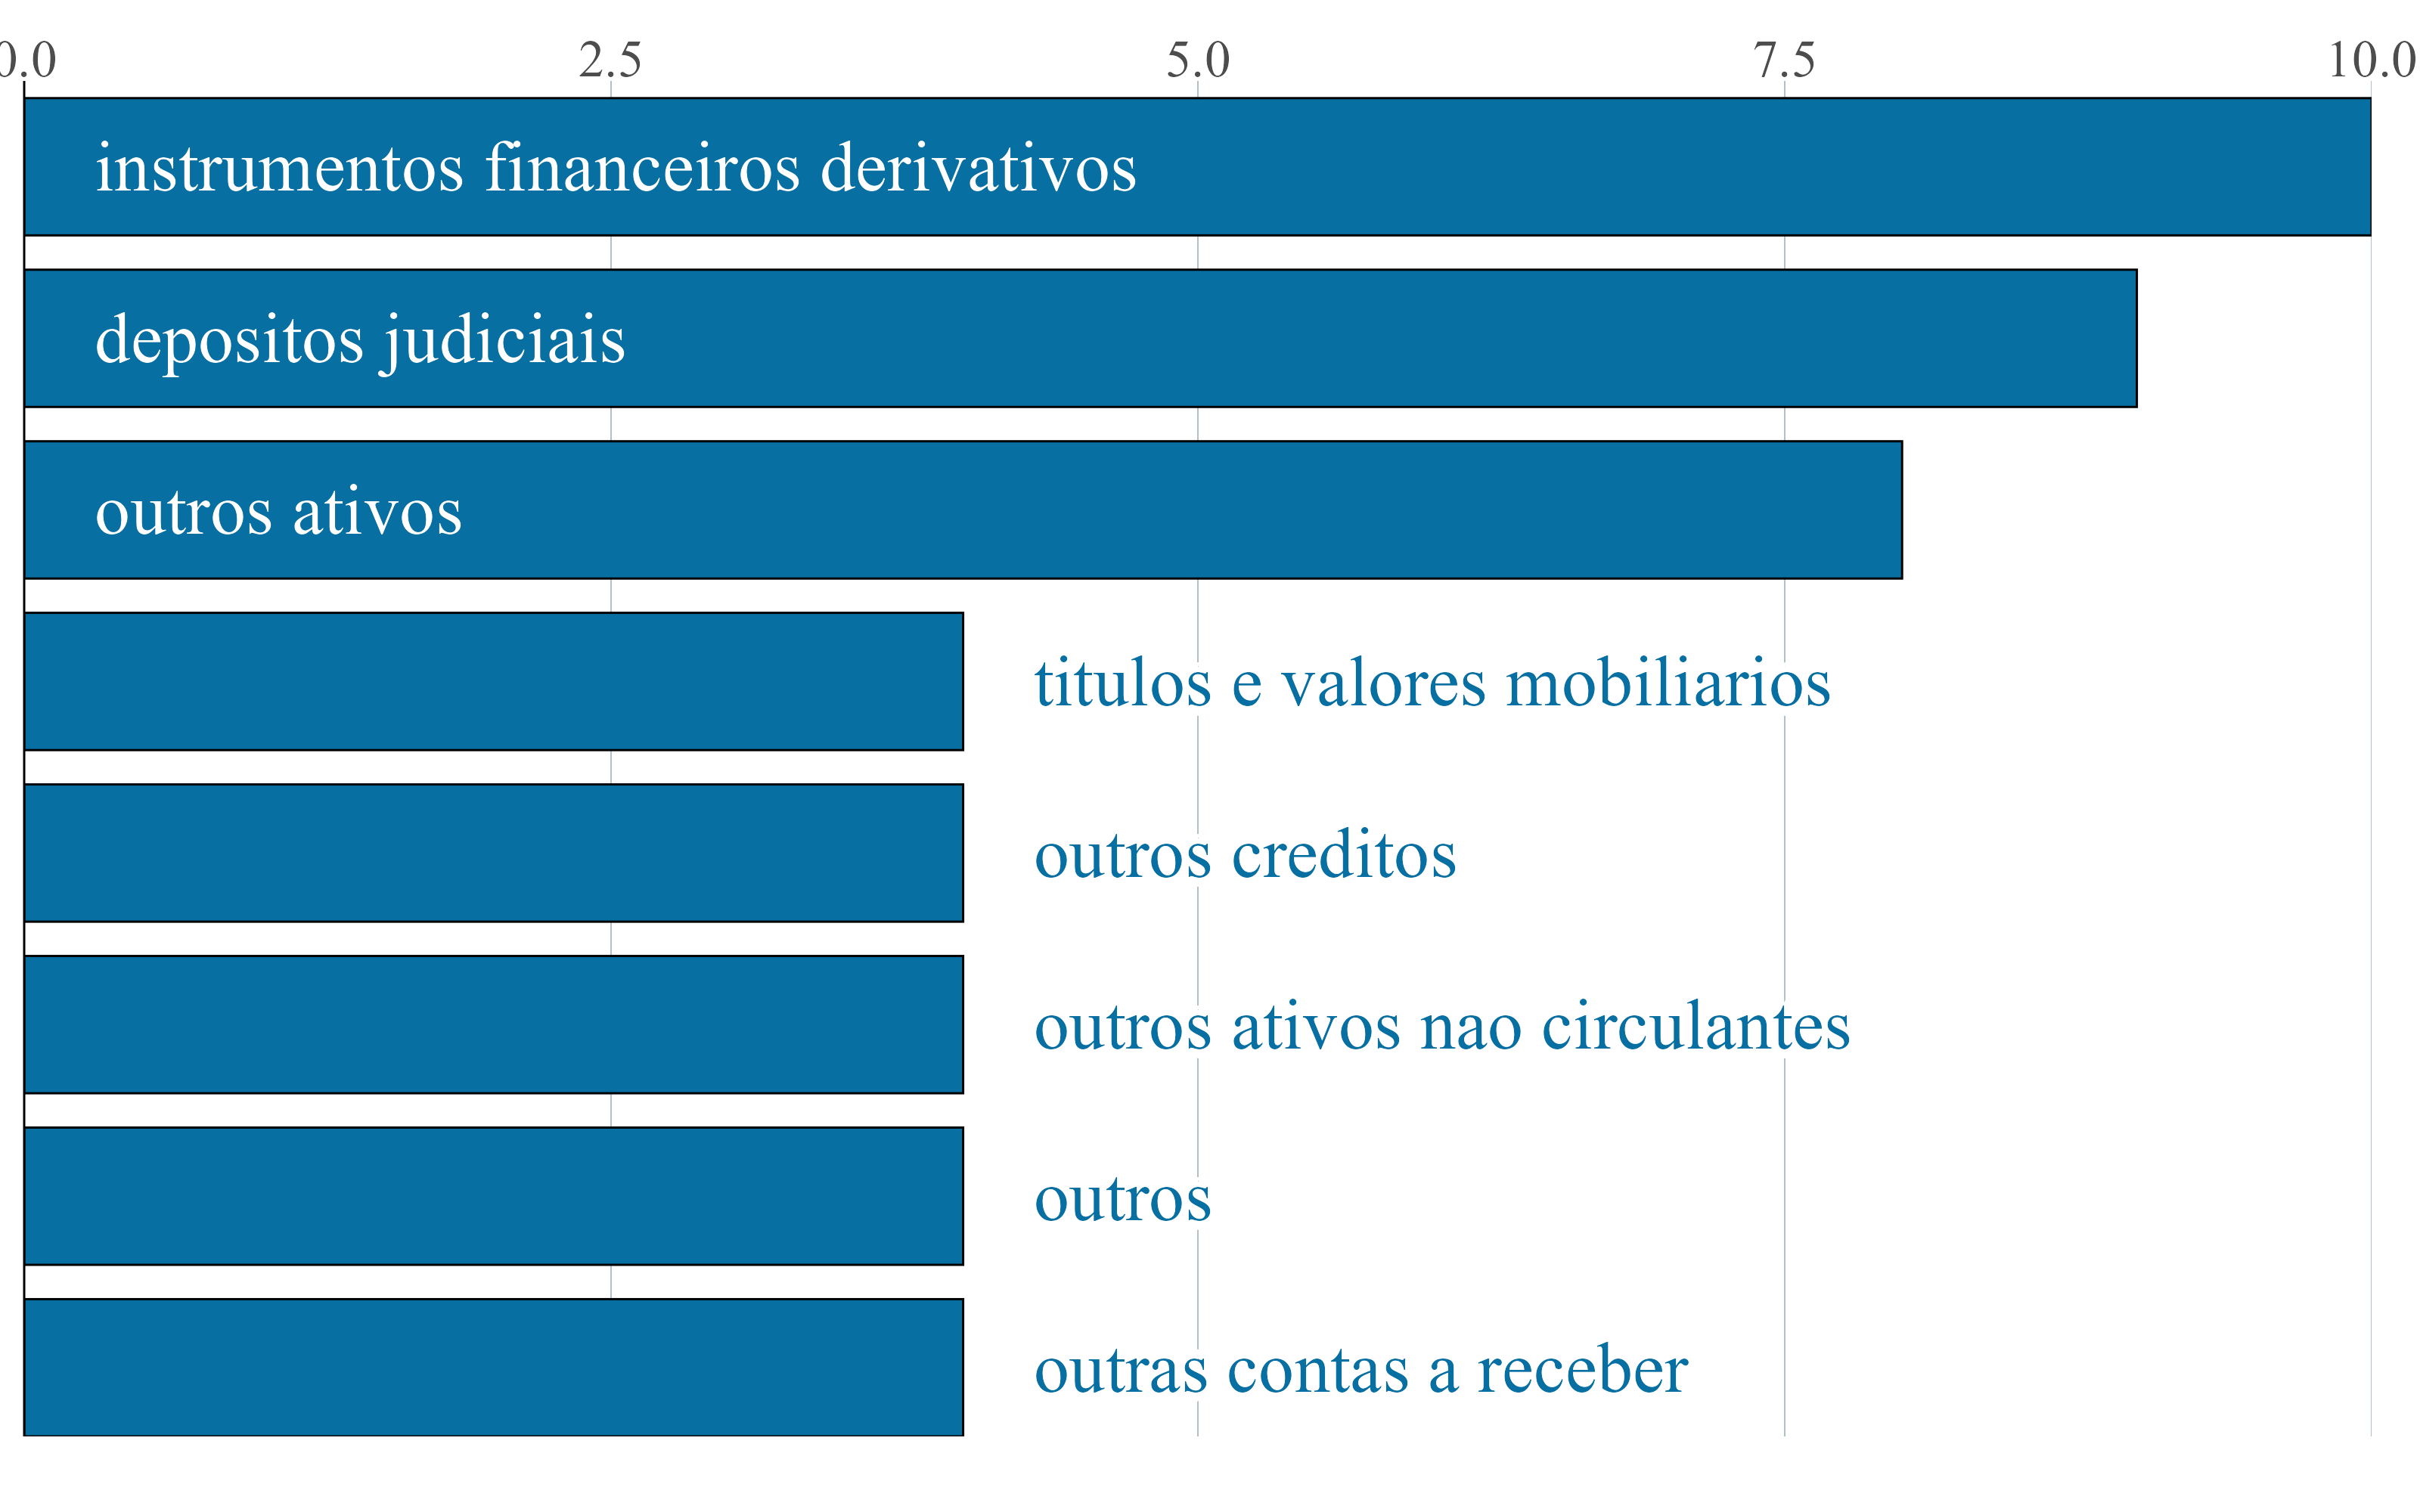 0.0 2.5 5.0 7.5 10.0
instrumentos financeiros derivativos
depositos judiciais
outros ativos
titulos e valores mobiliarios
outros creditos
outros ativos nao circulantes
outros
outras contas a receber